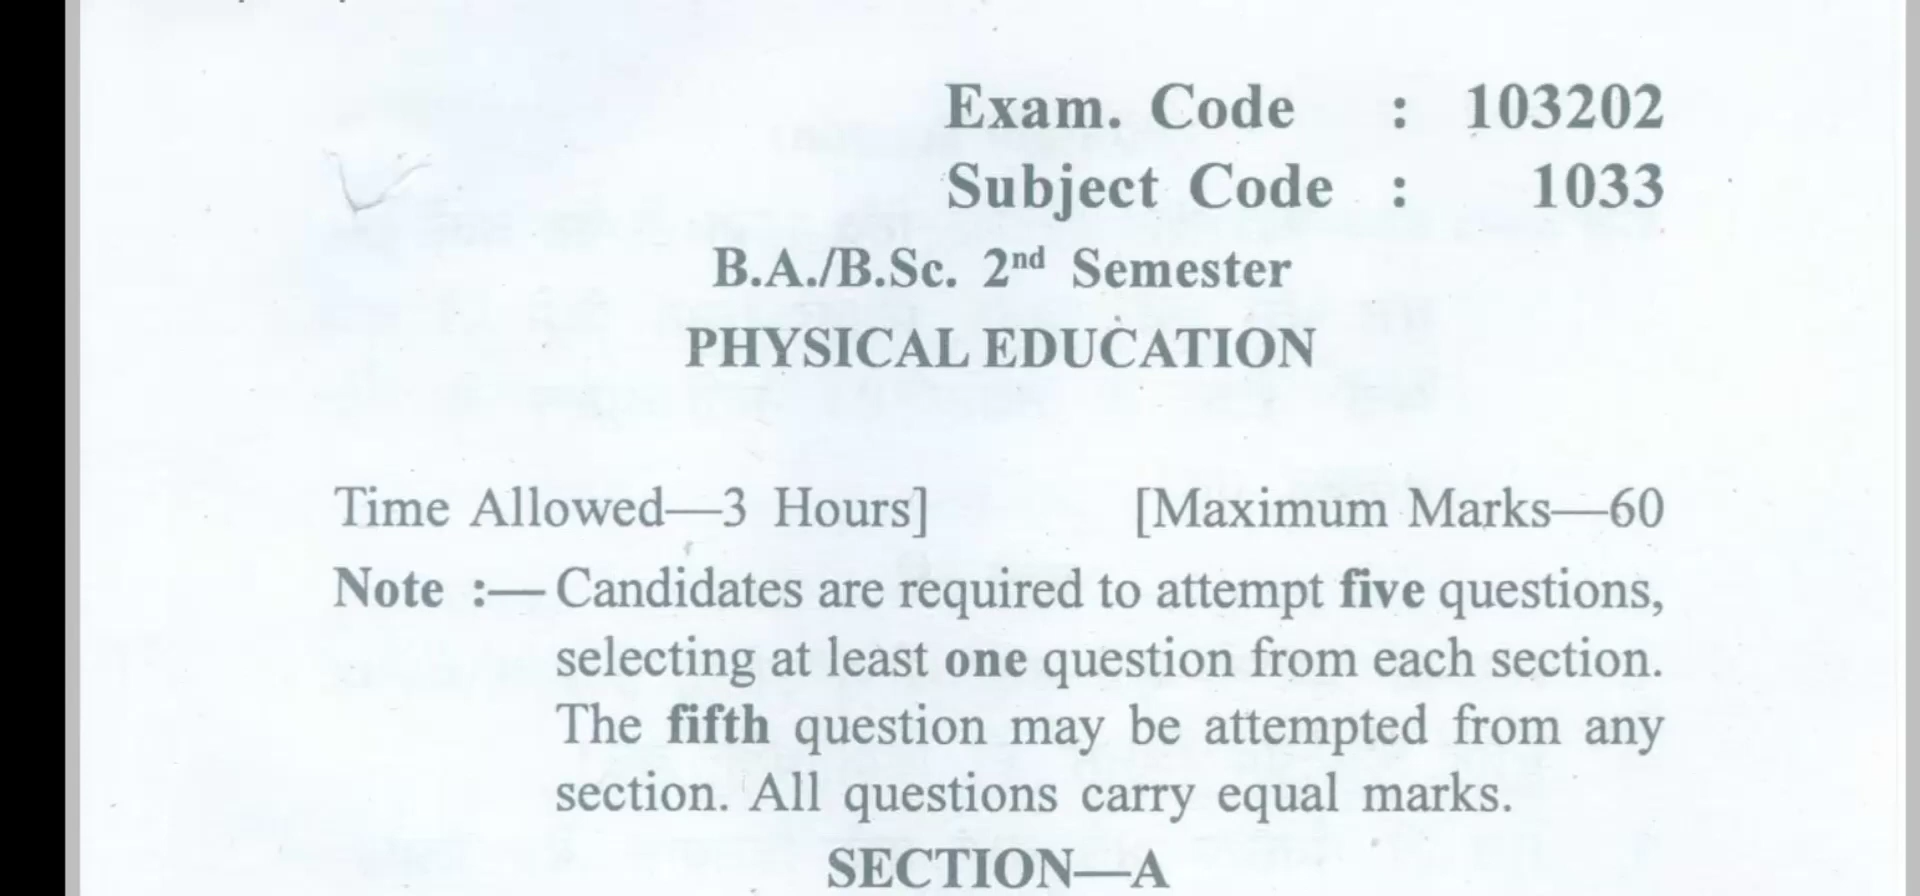 Exam. Code : 103202
Subject Code : 1033
B.A./B.Sc. 2nd Semester
PHYSICAL EDUCATION
Time Allowed—3 Hours] [Maximum Marks—60
Note :— Candidates are required to attempt five questions,
selecting at least one question from each section.
The fifth question may be attempted from any
section. All questions carry equal marks.
SECTION—A